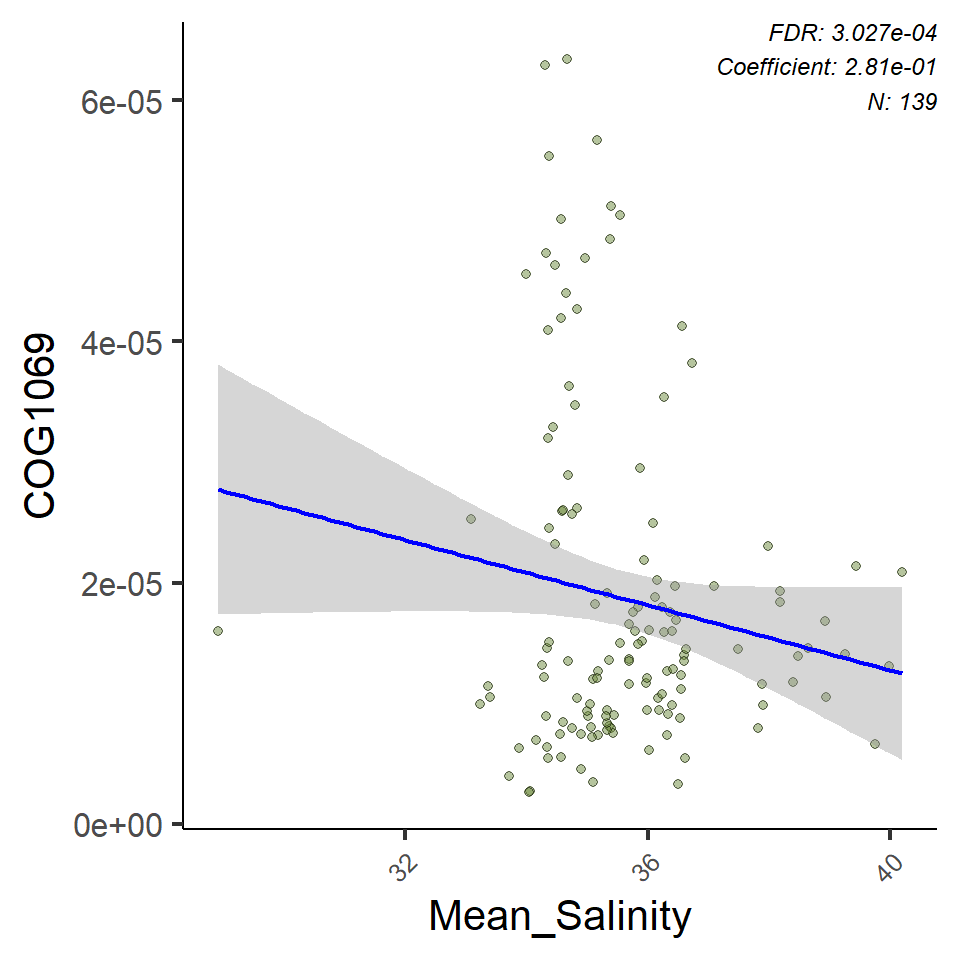 FDR: 3.027e-04
Coefficient: 2.81e-01
N: 139
6e-05
4e-05
2e-05
0e+00
COG1069
32
36
40
Mean_Salinity